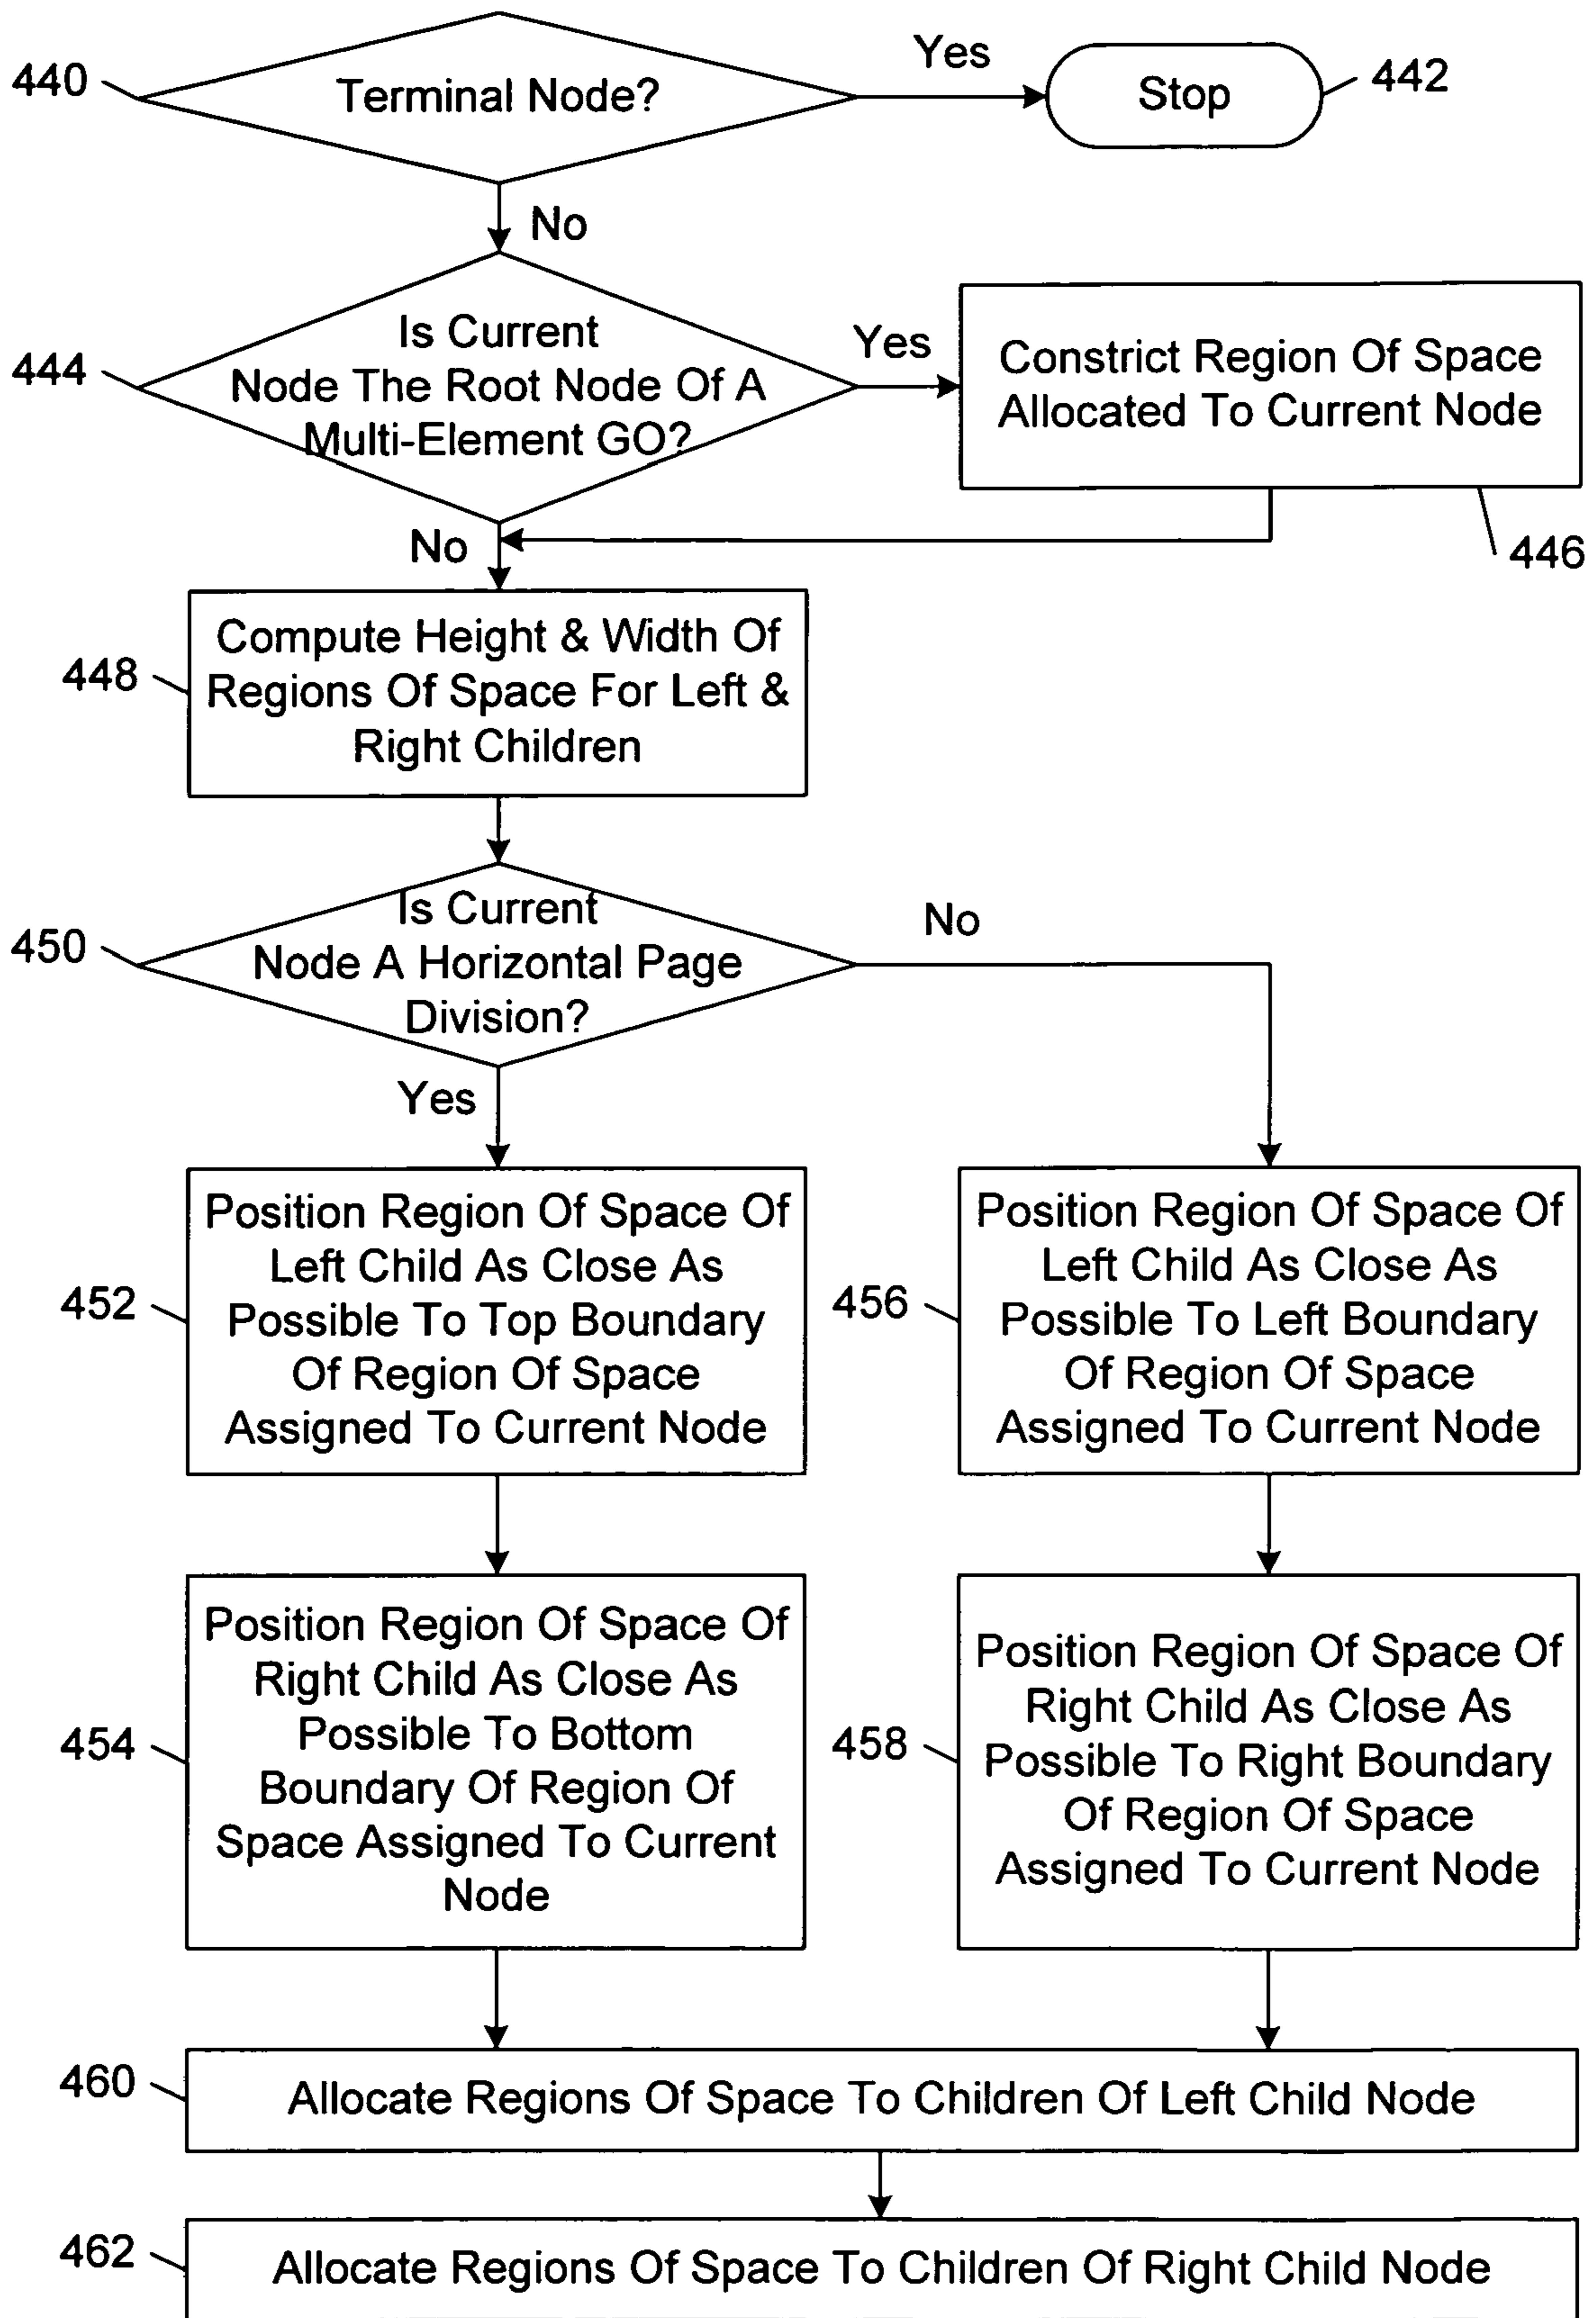 440
Terminal Node?
Yes
Stop
442
No
444
Is Current
Node The Root Node Of A
Multi-Element GO?
Yes
Constrict Region Of Space
Allocated To Current Node
446
No
448
Compute Height & Width Of
Regions Of Space For Left &
Right Children
450
Is Current
Node A Horizontal Page
Division?
No
Yes
452
Position Region Of Space Of
Left Child As Close As
Possible To Top Boundary
Of Region Of Space
Assigned To Current Node
456
Position Region Of Space Of
Left Child As Close As
Possible To Left Boundary
Of Region Of Space
Assigned To Current Node
454
Position Region Of Space Of
Right Child As Close As
Possible To Bottom
Boundary Of Region Of
Space Assigned To Current
Node
458
Position Region Of Space Of
Right Child As Close As
Possible To Right Boundary
Of Region Of Space
Assigned To Current Node
460
Allocate Regions Of Space To Children Of Left Child Node
462
Allocate Regions Of Space To Children Of Right Child Node